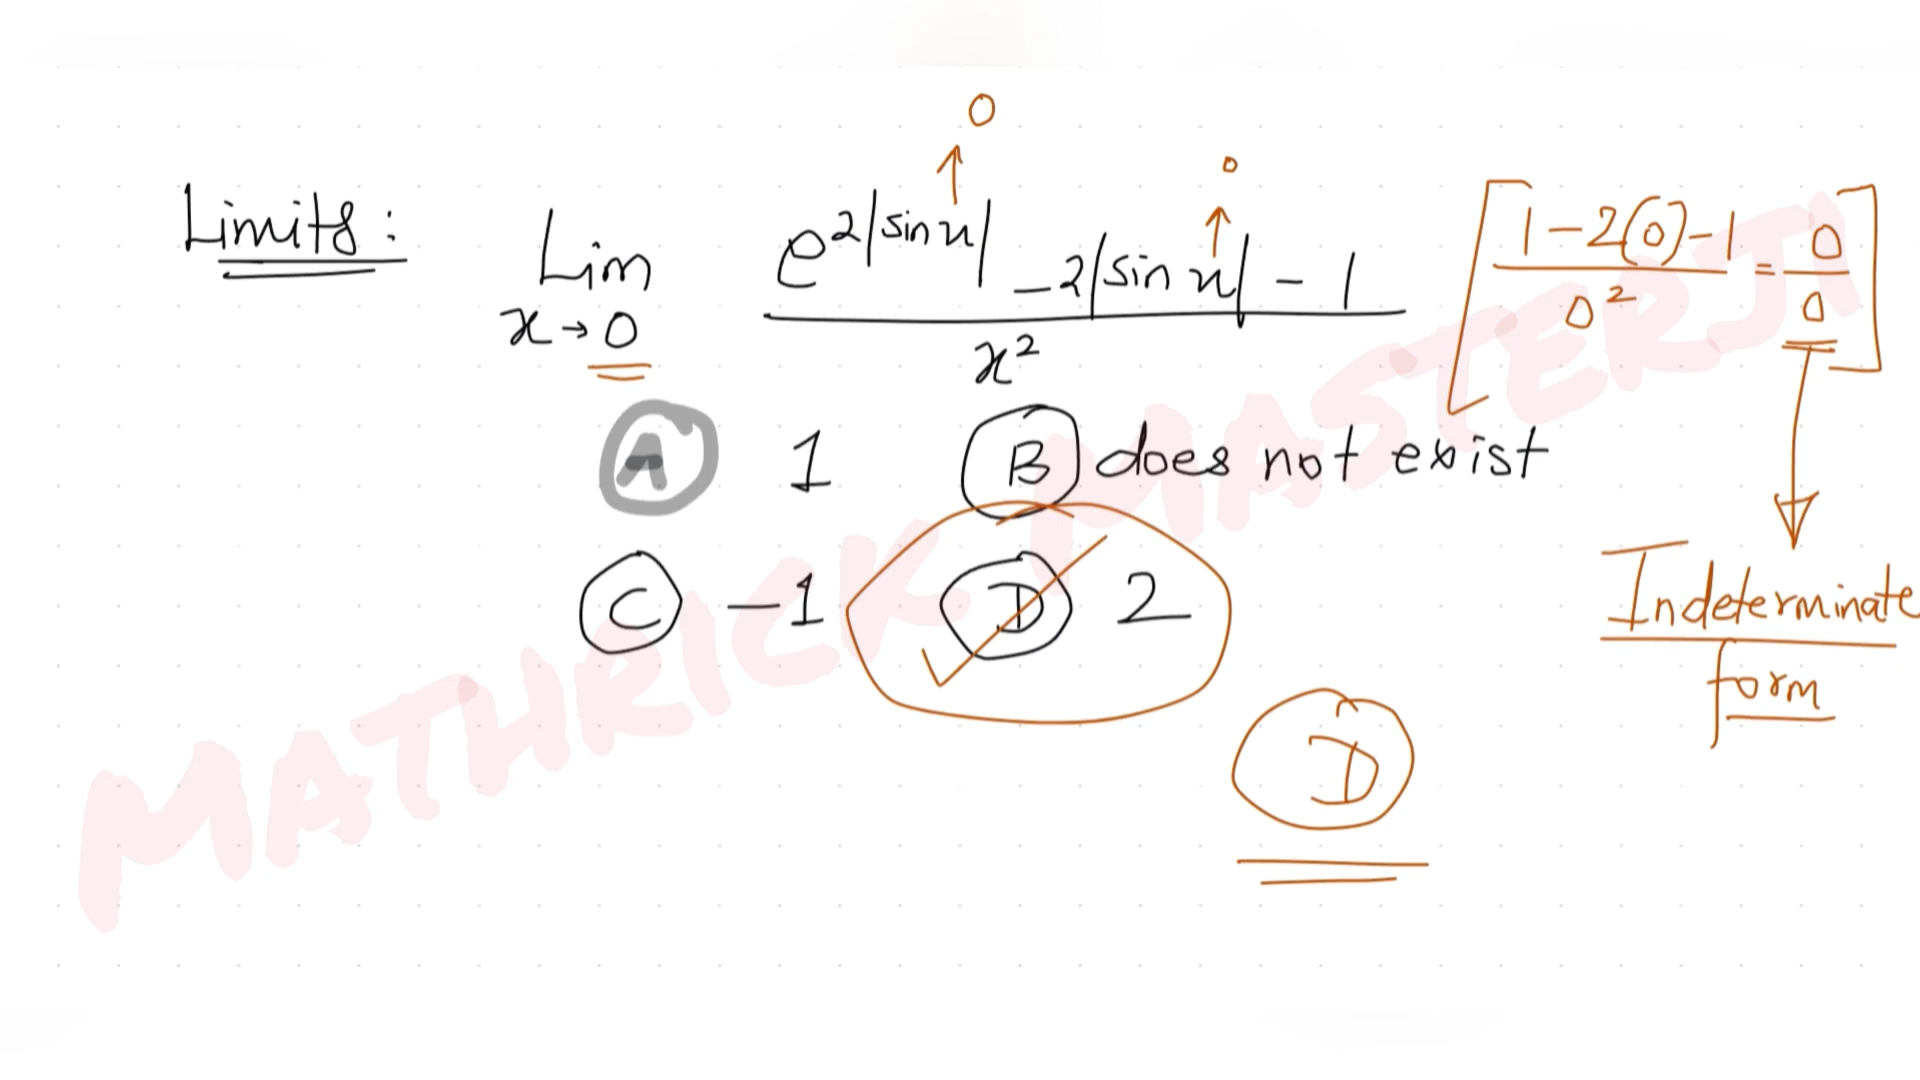 Limits: Lim x→0 (e^2|sin x| - 2|sin x| - 1) / x²
0
0
[ (1-2(0)-1) / 0² = 0/0 ]
A 1 B does not exist
C -1 D 2
Indeterminate
form
D
MATHRICK MASTERJI